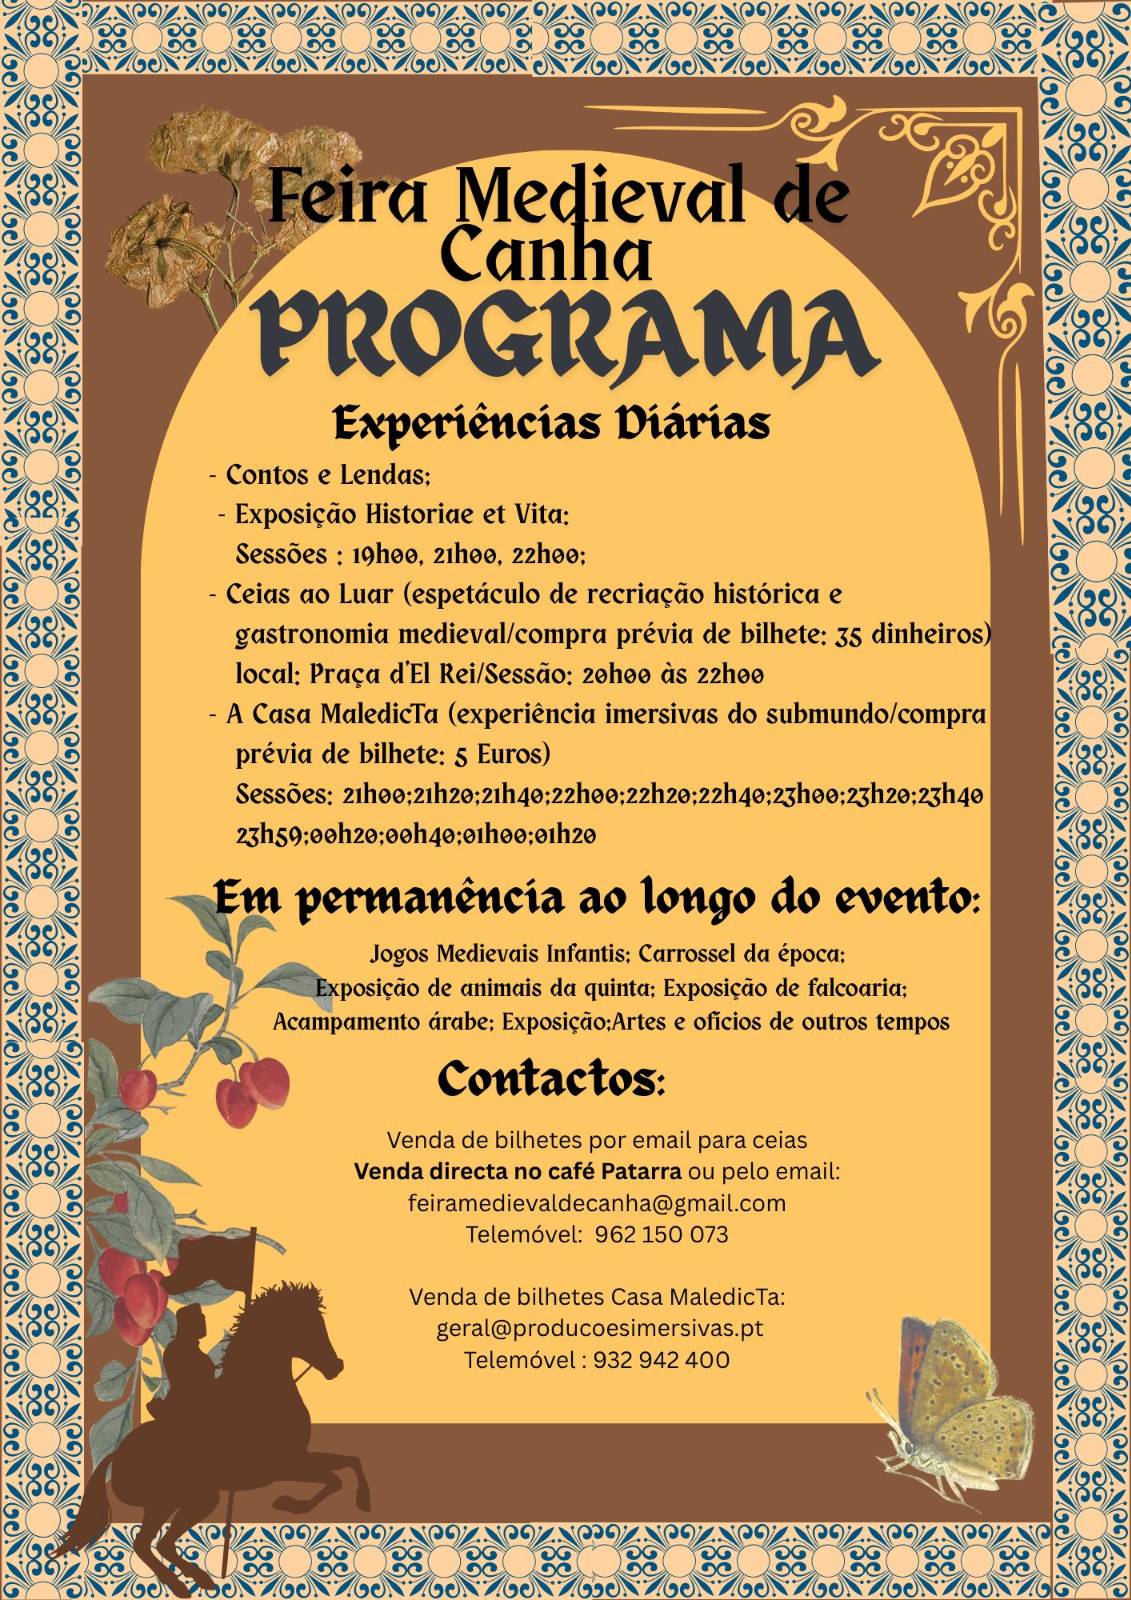 Feira Medieval de
Canha
PROGRAMA
Experiências Diárias
- Contos e Lendas;
- Exposição Historiae et Vita:
Sessões : 19h00, 21h00, 22h00;
- Ceias ao Luar (espetáculo de recriação histórica e
gastronomia medieval/compra prévia de bilhete: 35 dinheiros)
local: Praça d'El Rei/Sessão: 20h00 às 22h00
- A Casa MaledicTa (experiência imersivas do submundo/compra
prévia de bilhete: 5 Euros)
Sessões: 21h00;21h20;21h40;22h00;22h20;22h40;23h00;23h20;23h40
23h59;00h20;00h40;01h00;01h20
Em permanência ao longo do evento:
Jogos Medievais Infantis; Carrossel da época;
Exposição de animais da quinta; Exposição de falcoaria;
Acampamento árabe; Exposição;Artes e ofícios de outros tempos
Contactos:
Venda de bilhetes por email para ceias
Venda directa no café Patarra ou pelo email:
feiramedievaldecanha@gmail.com
Telemóvel: 962 150 073
Venda de bilhetes Casa MaledicTa:
geral@producoesimersivas.pt
Telemóvel : 932 942 400